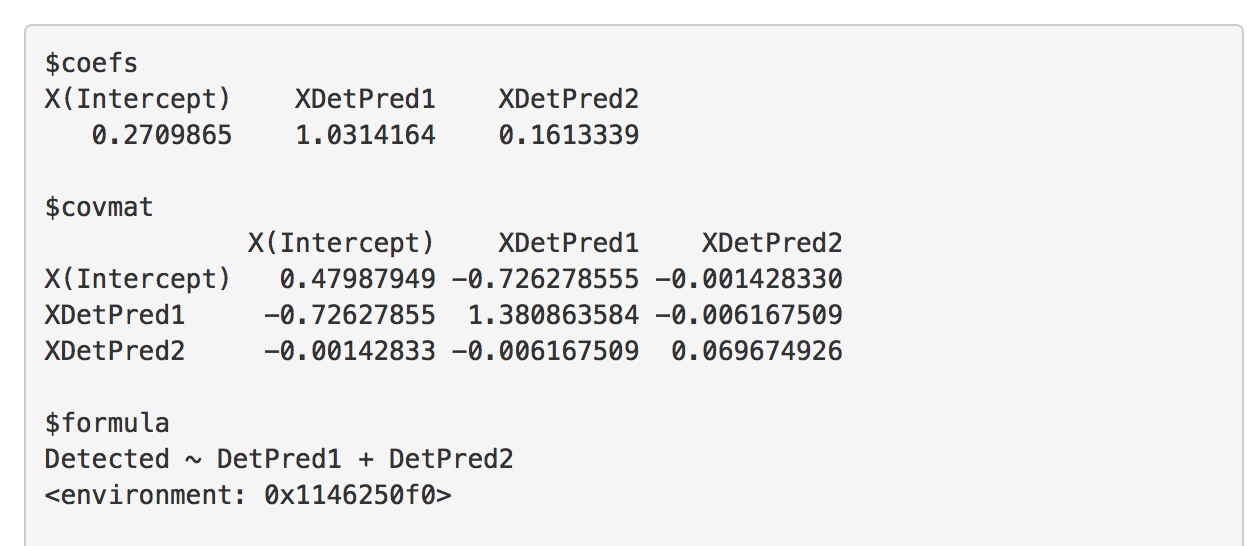 $coefs
X(Intercept)    XDetPred1    XDetPred2
   0.2709865    1.0314164    0.1613339

$covmat
             X(Intercept)    XDetPred1    XDetPred2
X(Intercept)   0.47987949 −0.726278555 −0.001428330
XDetPred1     −0.72627855  1.380863584 −0.006167509
XDetPred2     −0.00142833 −0.006167509  0.069674926

$formula
Detected ~ DetPred1 + DetPred2
<environment: 0x1146250f0>